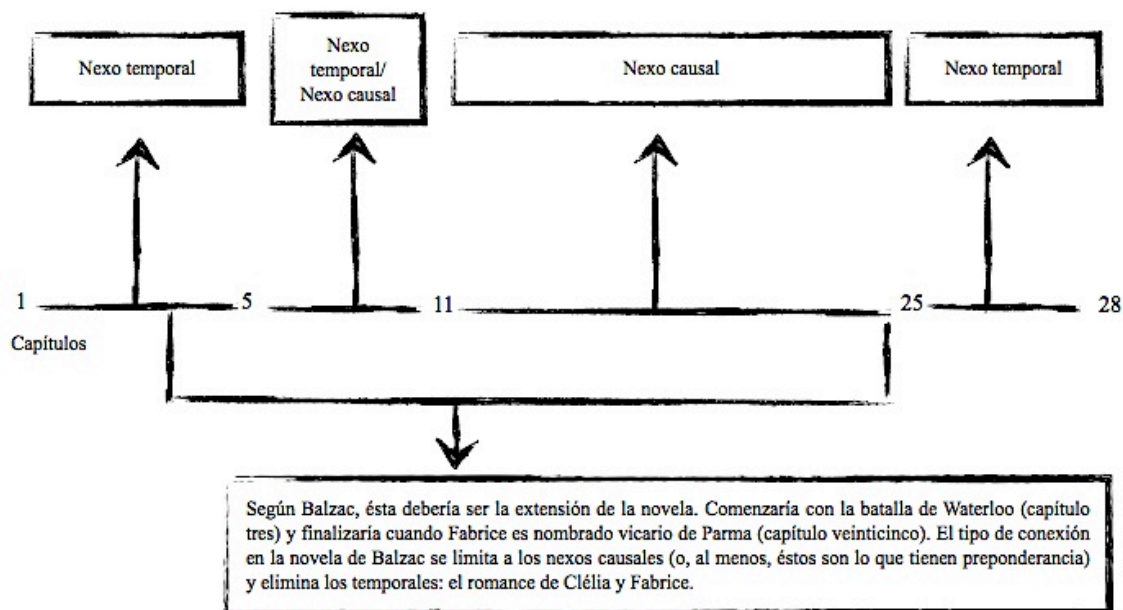 Nexo temporal
Nexo
temporal/
Nexo causal
Nexo causal
Nexo temporal
1
5
11
25
28
Capítulos
Según Balzac, ésta debería ser la extensión de la novela. Comenzaría con la batalla de Waterloo (capítulo
tres) y finalizaría cuando Fabrice es nombrado vicario de Parma (capítulo veinticinco). El tipo de conexión
en la novela de Balzac se limita a los nexos causales (o, al menos, éstos son lo que tienen preponderancia)
y elimina los temporales: el romance de Clélia y Fabrice.